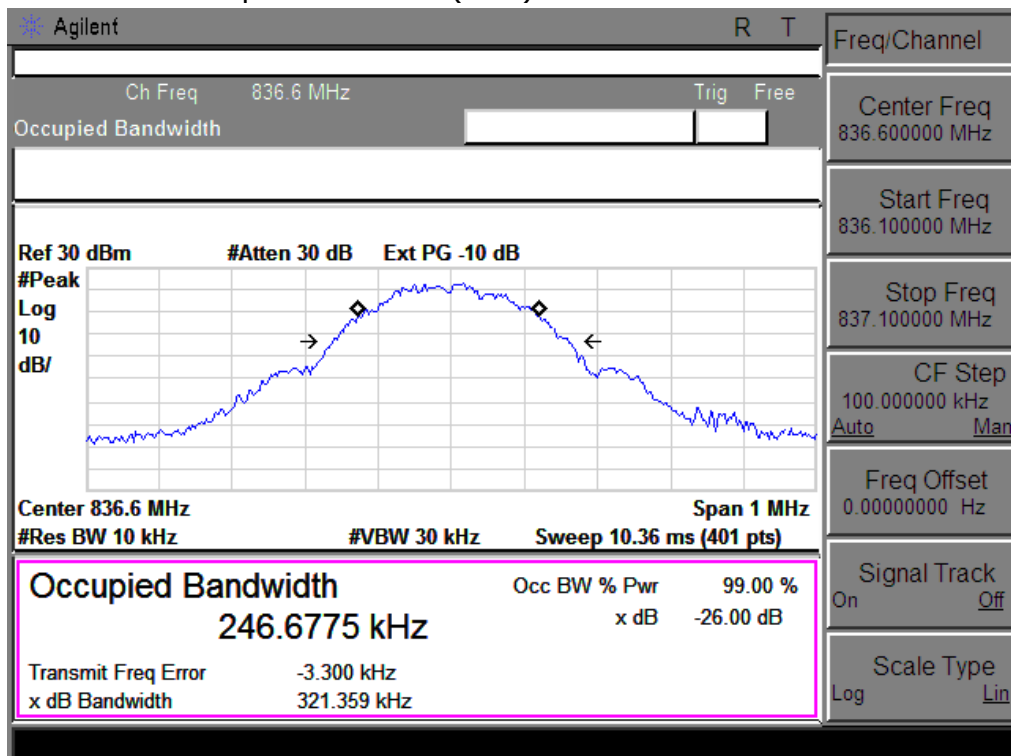 Agilent R T
Freq/Channel
Ch Freq 836.6 MHz Trig Free
Occupied Bandwidth
Center Freq
836.600000 MHz
Start Freq
836.100000 MHz
Ref 30 dBm #Atten 30 dB Ext PG -10 dB
#Peak
Log
10
dB/
Stop Freq
837.100000 MHz
CF Step
100.000000 kHz
Auto Man
Freq Offset
0.00000000 Hz
Center 836.6 MHz Span 1 MHz
#Res BW 10 kHz #VBW 30 kHz Sweep 10.36 ms (401 pts)
Occupied Bandwidth Occ BW % Pwr 99.00 %
246.6775 kHz x dB -26.00 dB
Transmit Freq Error -3.300 kHz
x dB Bandwidth 321.359 kHz
Signal Track
On Off
Scale Type
Log Lin